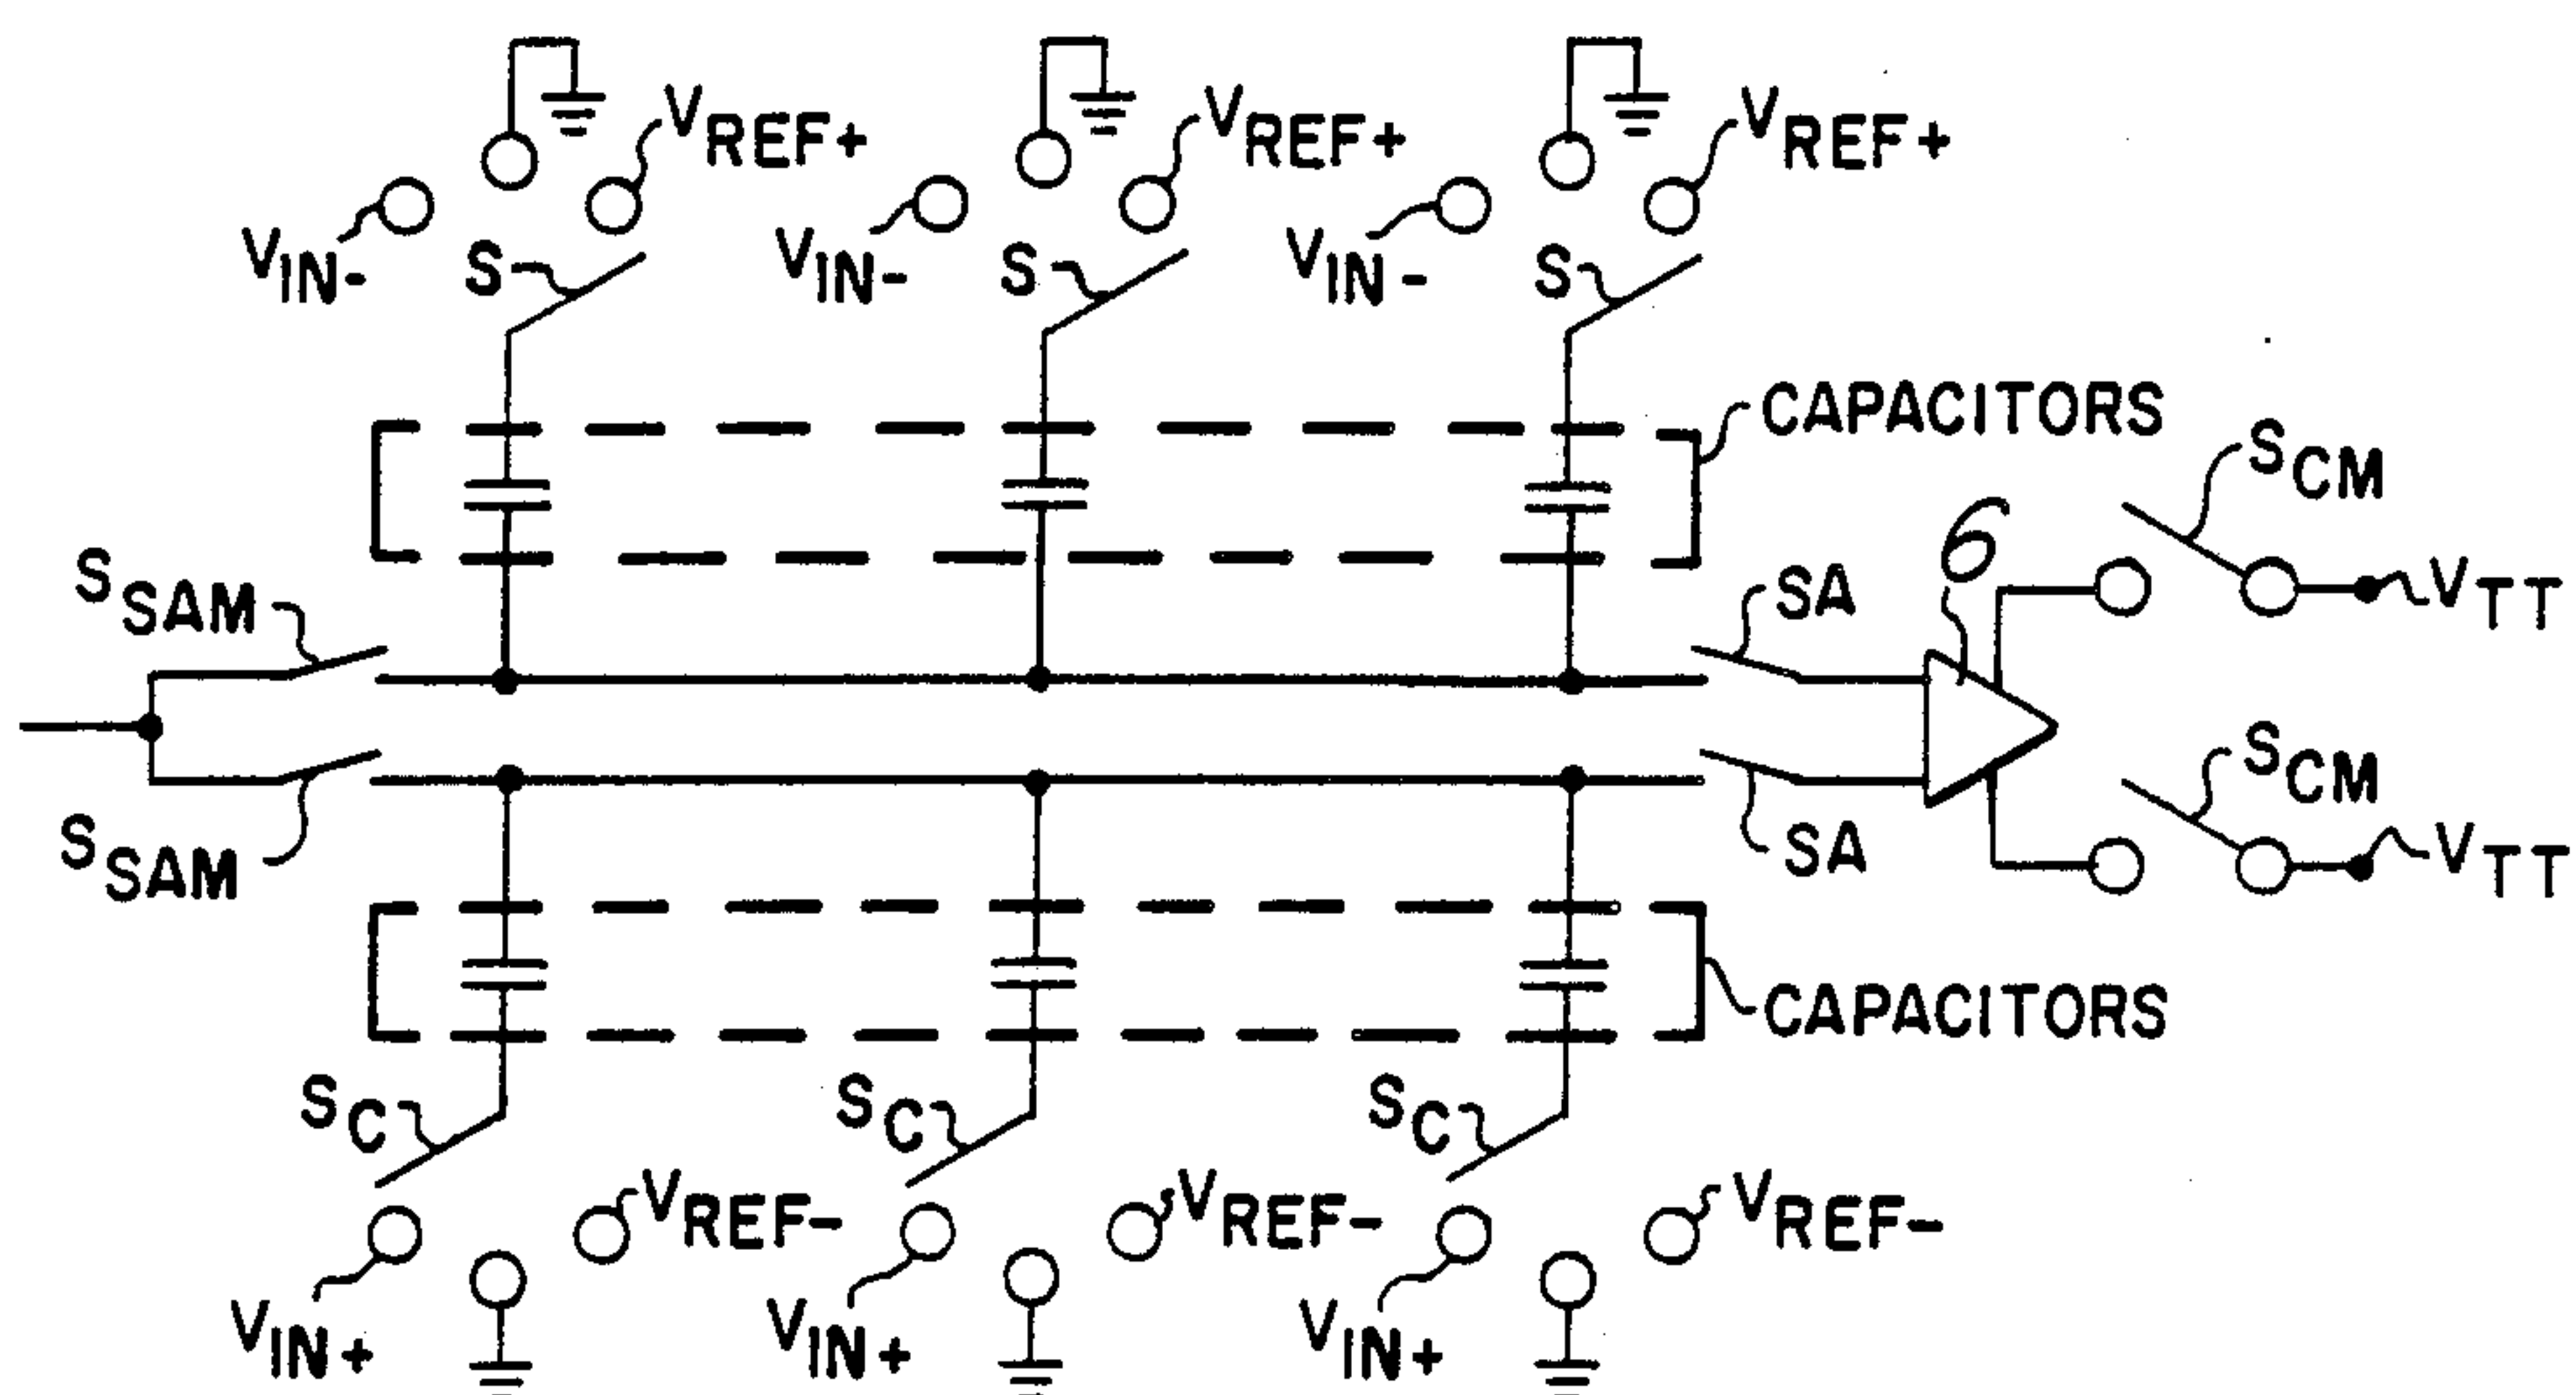 VREF+ VREF+ VREF+
VIN- S VIN- S VIN- S
CAPACITORS
SCM
6
SSAM SA VTT
SCM
SSAM SA VTT
CAPACITORS
SC SC SC
VREF- VREF- VREF-
VIN+ VIN+ VIN+